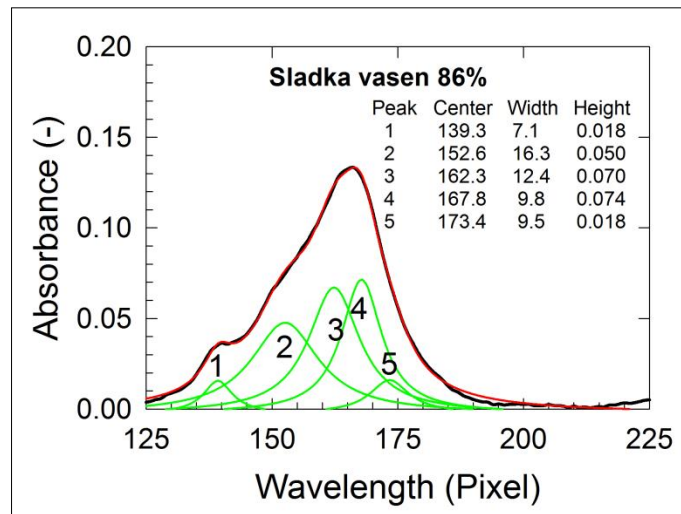 0.20
Sladka vasen 86%
Peak Center Width Height
1 139.3 7.1 0.018
2 152.6 16.3 0.050
3 162.3 12.4 0.070
4 167.8 9.8 0.074
5 173.4 9.5 0.018
0.15
0.10
0.05
0.00
Absorbance (-)
1
2
3
4
5
125 150 175 200 225
Wavelength (Pixel)